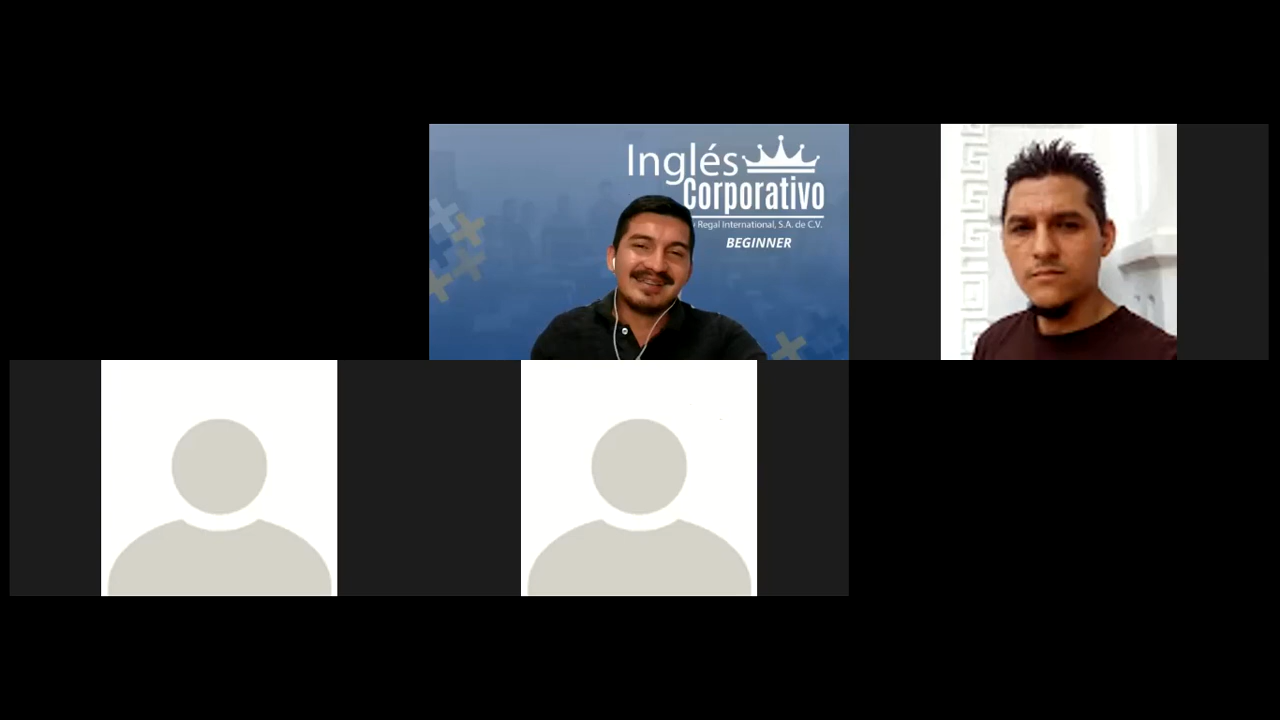 Inglés
Corporativo
Regal International, S.A. de C.V.
BEGINNER